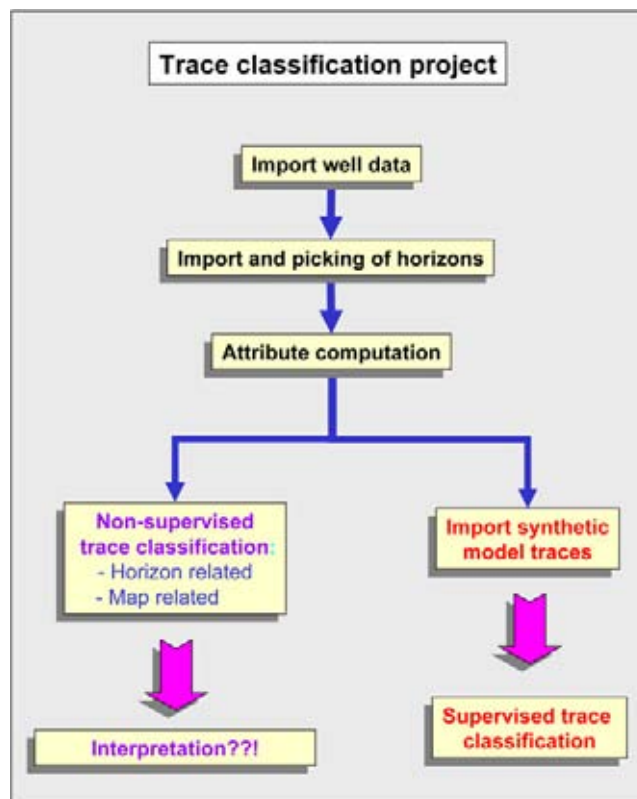 Trace classification project
Import well data
Import and picking of horizons
Attribute computation
Non-supervised
trace classification:
- Horizon related
- Map related
Import synthetic
model traces
Interpretation??!
Supervised trace
classification